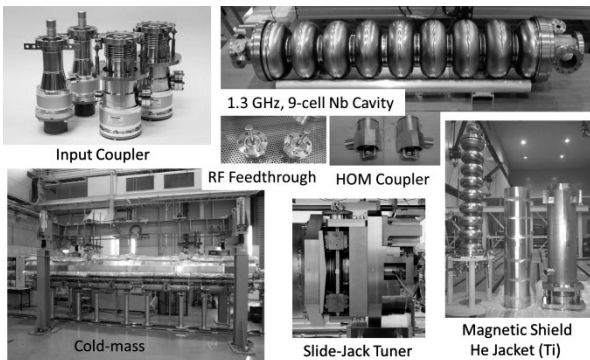 1.3 GHz, 9-cell Nb Cavity
Input Coupler
RF Feedthrough
HOM Coupler
Cold-mass
Slide-Jack Tuner
Magnetic Shield
He Jacket (Ti)